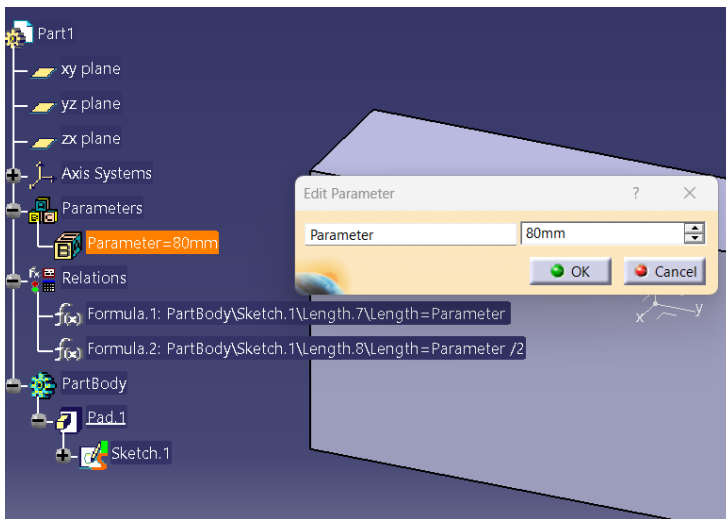 Part1
xy plane
yz plane
zx plane
Axis Systems
Parameters
Parameter=80mm
Relations
Formula.1: PartBody\Sketch.1\Length.7\Length=Parameter
Formula.2: PartBody\Sketch.1\Length.8\Length=Parameter /2
PartBody
Pad.1
Sketch.1
Edit Parameter ? ×
Parameter 80mm
OK Cancel
x y